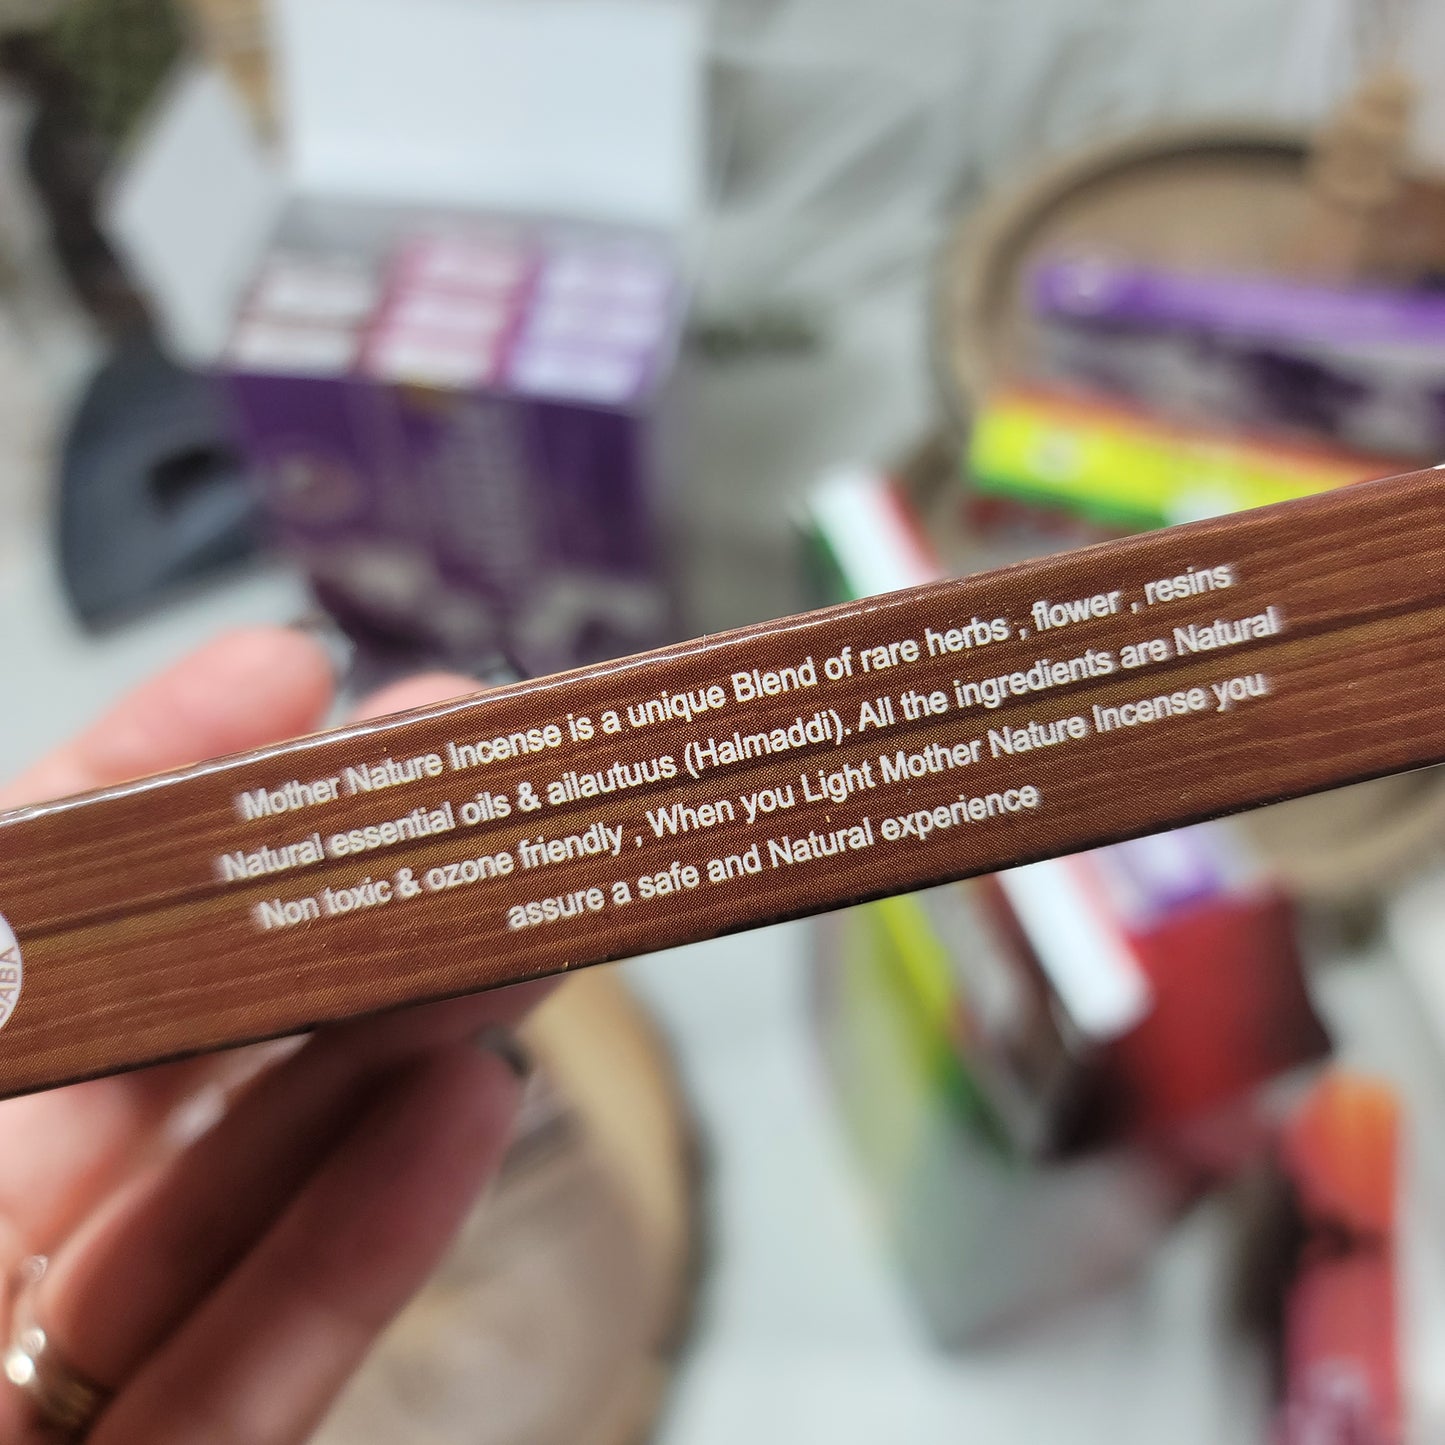 Mother Nature Incense is a unique Blend of rare herbs , flower , resins
Natural essential oils & ailautuus (Halmaddi). All the ingredients are Natural
Non toxic & ozone friendly , When you Light Mother Nature Incense you
assure a safe and Natural experience